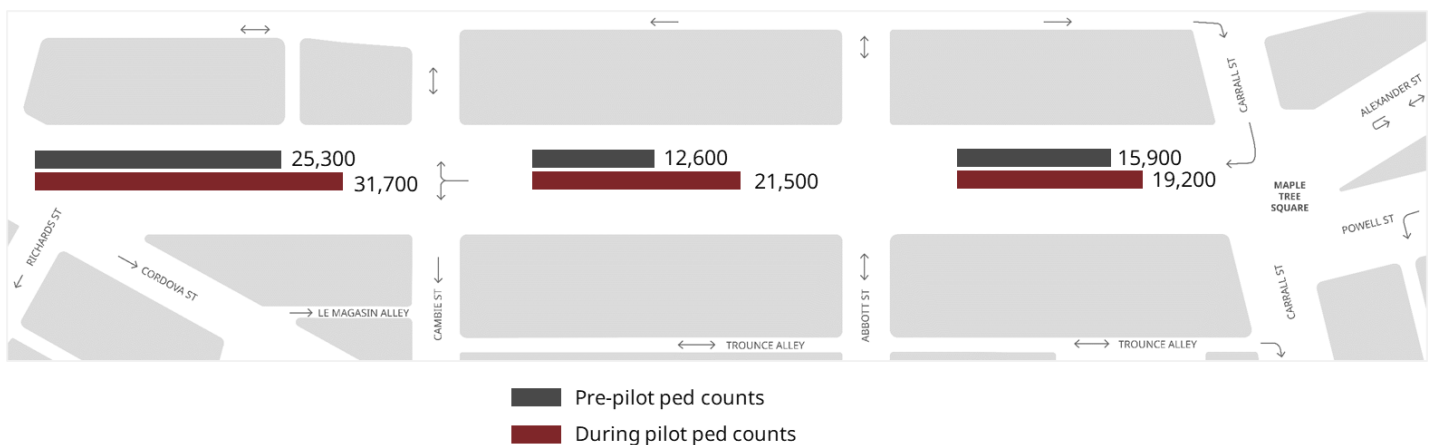 CARRALL ST
ALEXANDER ST
25,300
12,600
15,900
31,700
21,500
19,200
MAPLE
TREE
SQUARE
RICHARDS ST
POWELL ST
CORDOVA ST
LE MAGASIN ALLEY
CAMBIE ST
ABBOTT ST
CARRALL ST
TROUNCE ALLEY
TROUNCE ALLEY
Pre-pilot ped counts
During pilot ped counts